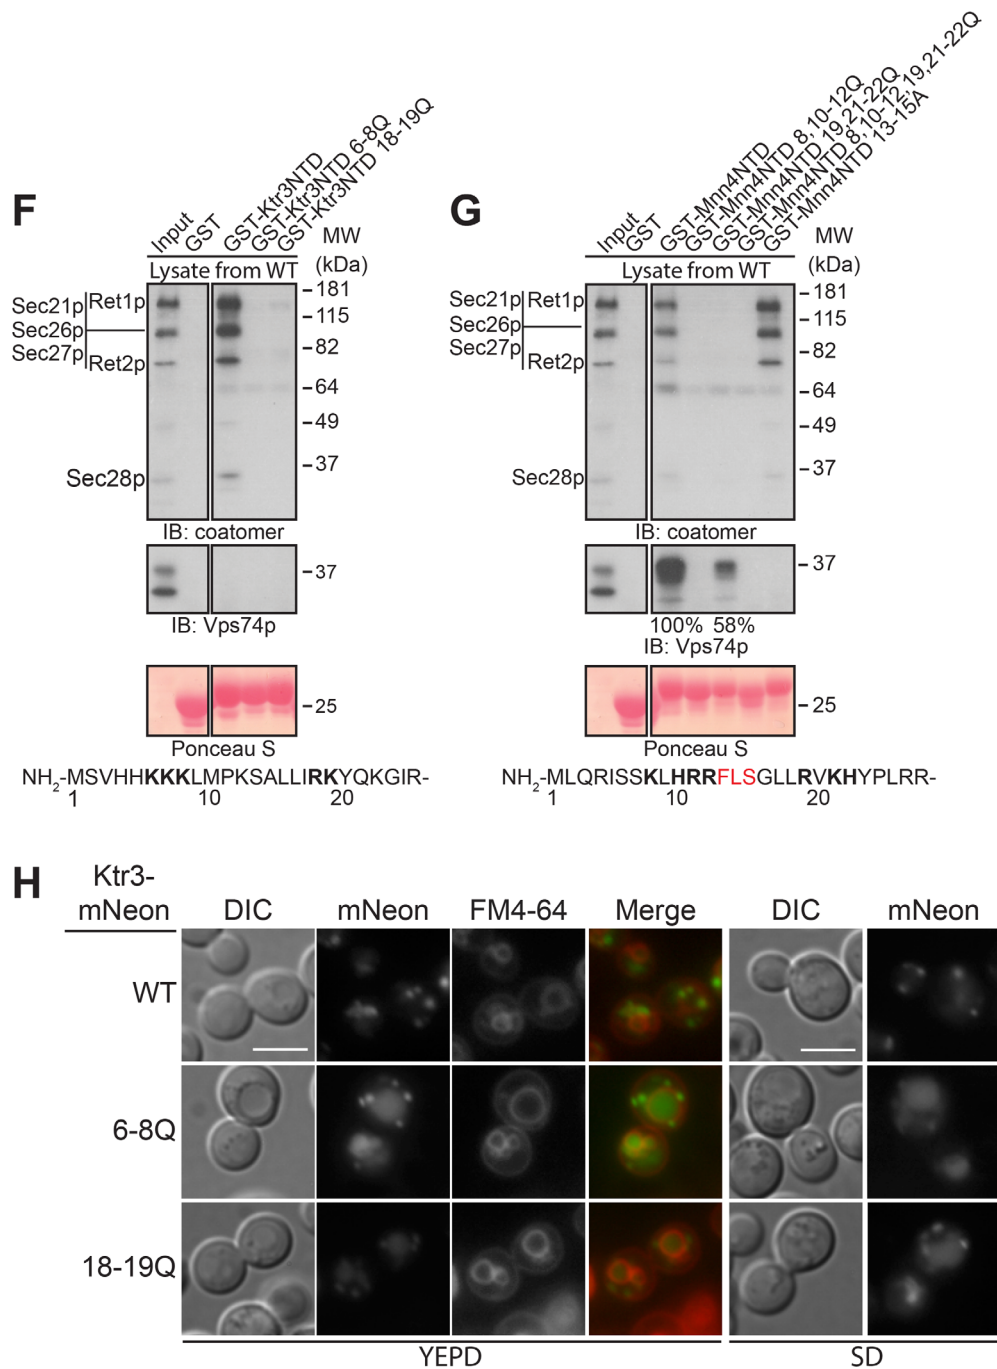 F
Input
GST
GST-Ktr3NTD
GST-Ktr3NTD 6-8Q
GST-Ktr3NTD 18-19Q
MW
(kDa)
Lysate from WT
Sec21p
Ret1p
Sec26p
Sec27p
Ret2p
Sec28p
181
115
82
64
49
37
IB: coatomer
37
IB: Vps74p
25
Ponceau S
NH2-MSVHHKKKLMPKSALLIRKYQKGIR-
1 10 20
G
Input
GST
GST-Mnn4NTD
GST-Mnn4NTD 8,10-12Q
GST-Mnn4NTD 19,21-22Q
GST-Mnn4NTD 8,10-12,19,21-22Q
GST-Mnn4NTD 13-15A
MW
(kDa)
Lysate from WT
Sec21p
Ret1p
Sec26p
Sec27p
Ret2p
Sec28p
181
115
82
64
49
37
IB: coatomer
37
100% 58%
IB: Vps74p
25
Ponceau S
NH2-MLQRISSKLHRRFLSGLLRVKHYPLRR-
1 10 20
H
Ktr3-
mNeon DIC mNeon FM4-64 Merge DIC mNeon
WT
6-8Q
18-19Q
YEPD SD